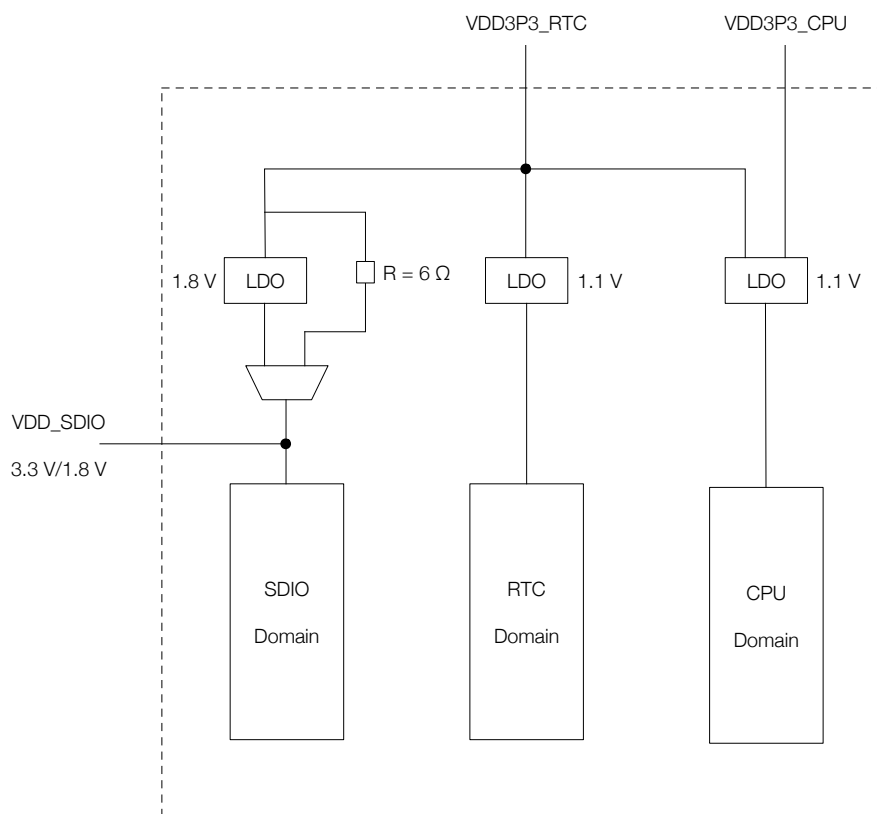 VDD3P3_RTC
VDD3P3_CPU
1.8 V
LDO
R = 6 Ω
LDO
1.1 V
LDO
1.1 V
VDD_SDIO
3.3 V/1.8 V
SDIO
Domain
RTC
Domain
CPU
Domain